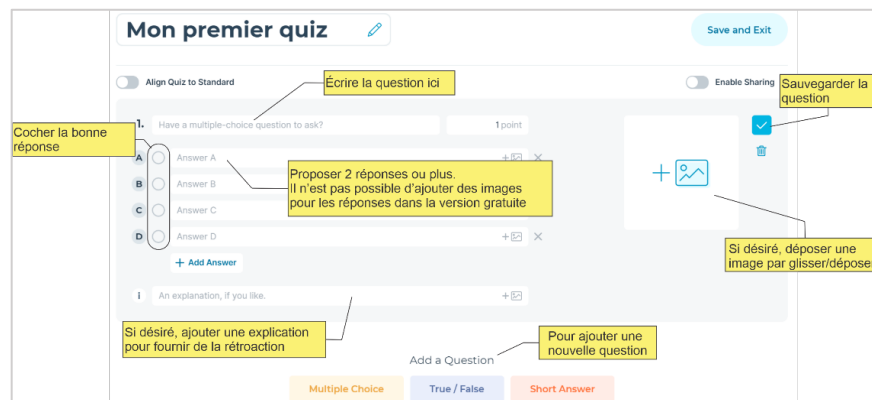 Mon premier quiz
Save and Exit
Align Quiz to Standard
Écrire la question ici
Enable Sharing
Sauvegarder la
question
1.
Have a multiple-choice question to ask?
1 point
Cocher la bonne
réponse
A
Answer A
Proposer 2 réponses ou plus.
Il n'est pas possible d'ajouter des images
pour les réponses dans la version gratuite
B
Answer B
C
Answer C
D
Answer D
+ Add Answer
Si désiré, déposer une
image par glisser/déposer
i
An explanation, if you like.
Si désiré, ajouter une explication
pour fournir de la rétroaction
Pour ajouter une
nouvelle question
Add a Question
Multiple Choice
True / False
Short Answer